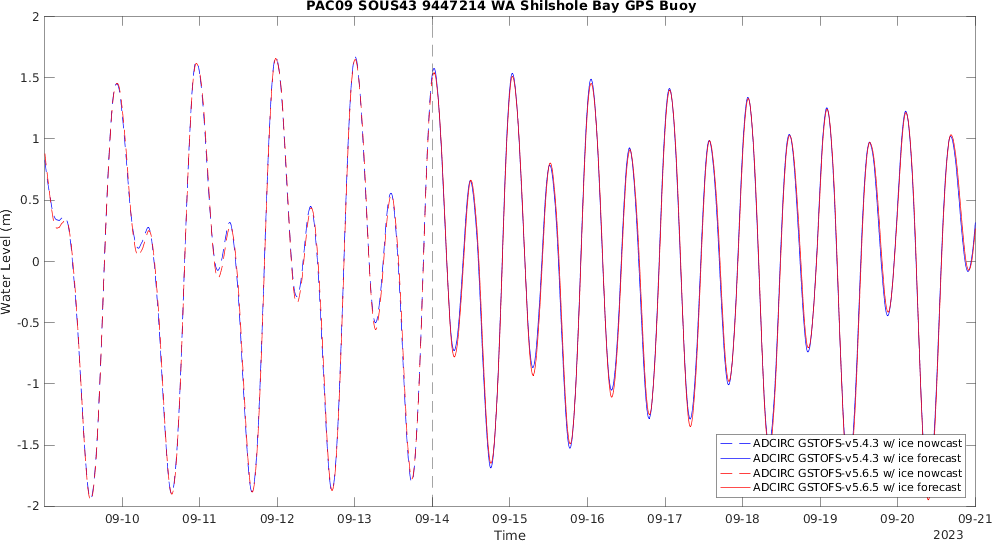 PAC09 SOUS43 9447214 WA Shilshole Bay GPS Buoy
Water Level (m)
2
1.5
1
0.5
0
-0.5
-1
-1.5
-2
ADCIRC GSTOFS-v5.4.3 w/ ice nowcast
ADCIRC GSTOFS-v5.4.3 w/ ice forecast
ADCIRC GSTOFS-v5.6.5 w/ ice nowcast
ADCIRC GSTOFS-v5.6.5 w/ ice forecast
09-10 09-11 09-12 09-13 09-14 09-15 09-16 09-17 09-18 09-19 09-20 09-21
Time
2023